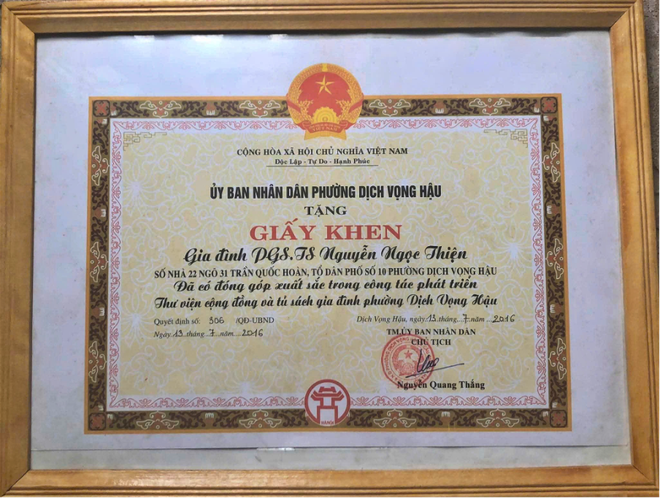 CỘNG HÒA XÃ HỘI CHỦ NGHĨA VIỆT NAM
Độc Lập - Tự Do - Hạnh Phúc
ỦY BAN NHÂN DÂN PHƯỜNG DỊCH VỌNG HẬU
TẶNG
GIẤY KHEN
Gia đình PGS.TS Nguyễn Ngọc Thiện
SỐ NHÀ 22 NGÕ 31 TRẦN QUỐC HOÀN, TỔ DÂN PHỐ SỐ 10 PHƯỜNG DỊCH VỌNG HẬU
Đã có đóng góp xuất sắc trong công tác phát triển
Thư viện cộng đồng và tủ sách gia đình phường Dịch Vọng Hậu
Quyết định số: 306 /QĐ-UBND
Ngày 13 tháng 7 năm 2016
Dịch Vọng Hậu, ngày 13 tháng 7 năm 2016
TM.ỦY BAN NHÂN DÂN
CHỦ TỊCH
Nguyễn Quang Thắng